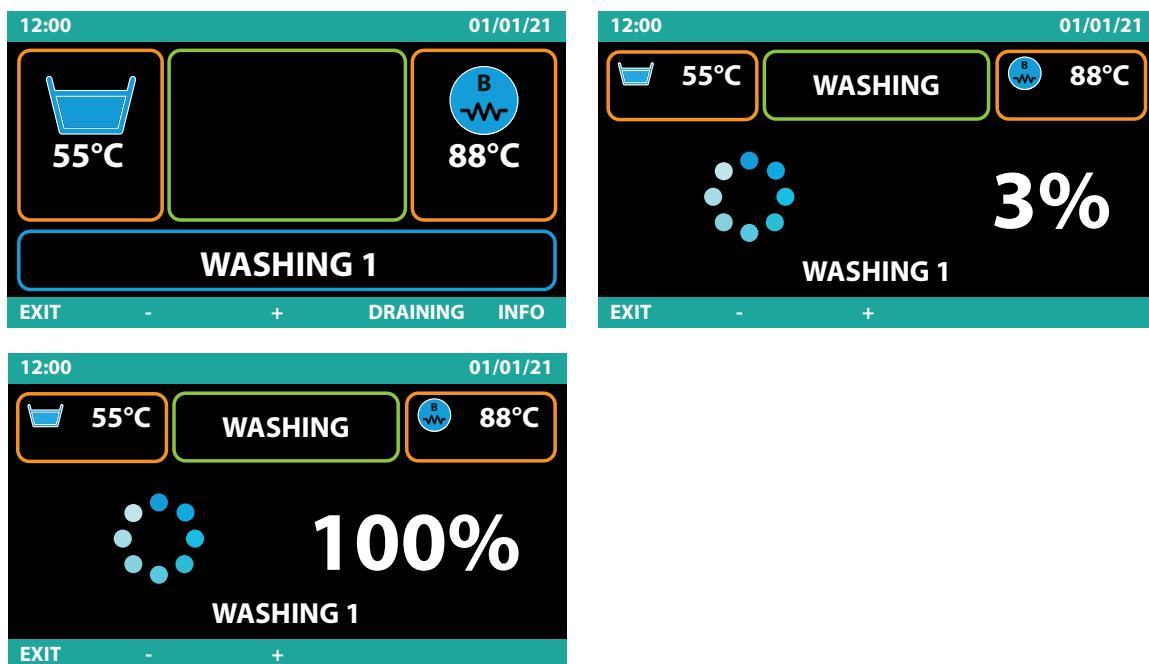 12:00 01/01/21
B
55°C 88°C
WASHING 1
EXIT - + DRAINING INFO
12:00 01/01/21
55°C WASHING B 88°C
3%
WASHING 1
EXIT - +
12:00 01/01/21
55°C WASHING B 88°C
100%
WASHING 1
EXIT - +